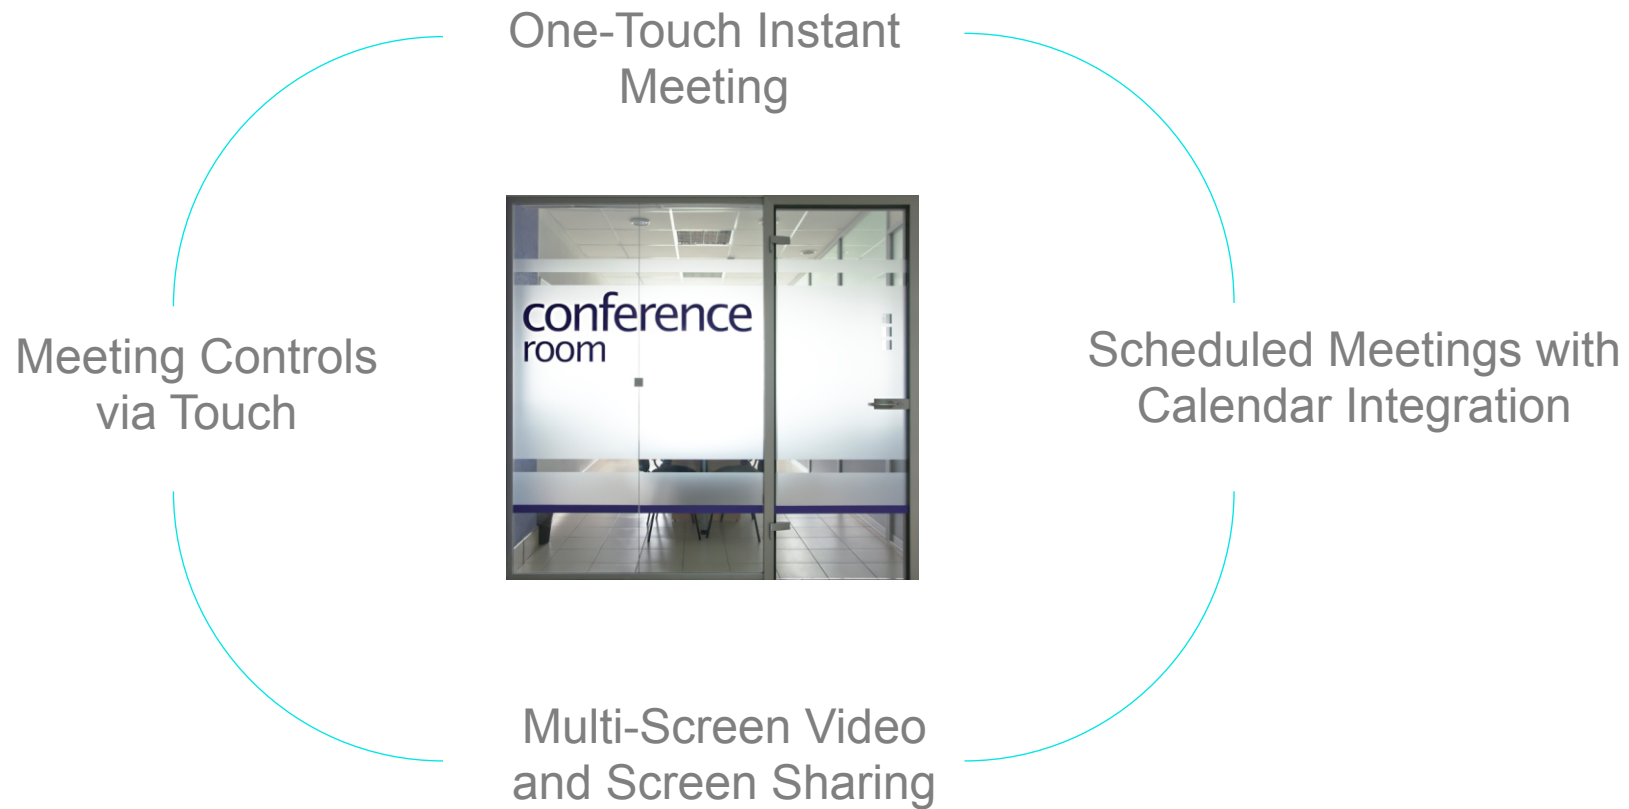 One-Touch Instant
Meeting
conference
room
Meeting Controls
via Touch
Scheduled Meetings with
Calendar Integration
Multi-Screen Video
and Screen Sharing